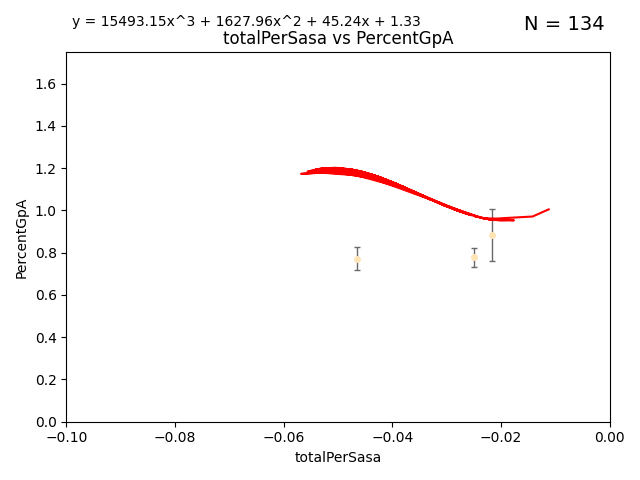 y = 15493.15x^3 + 1627.96x^2 + 45.24x + 1.33
N = 134
totalPerSasa vs PercentGpA
PercentGpA
1.6
1.4
1.2
1.0
0.8
0.6
0.4
0.2
0.0
−0.10 −0.08 −0.06 −0.04 −0.02 0.00
totalPerSasa